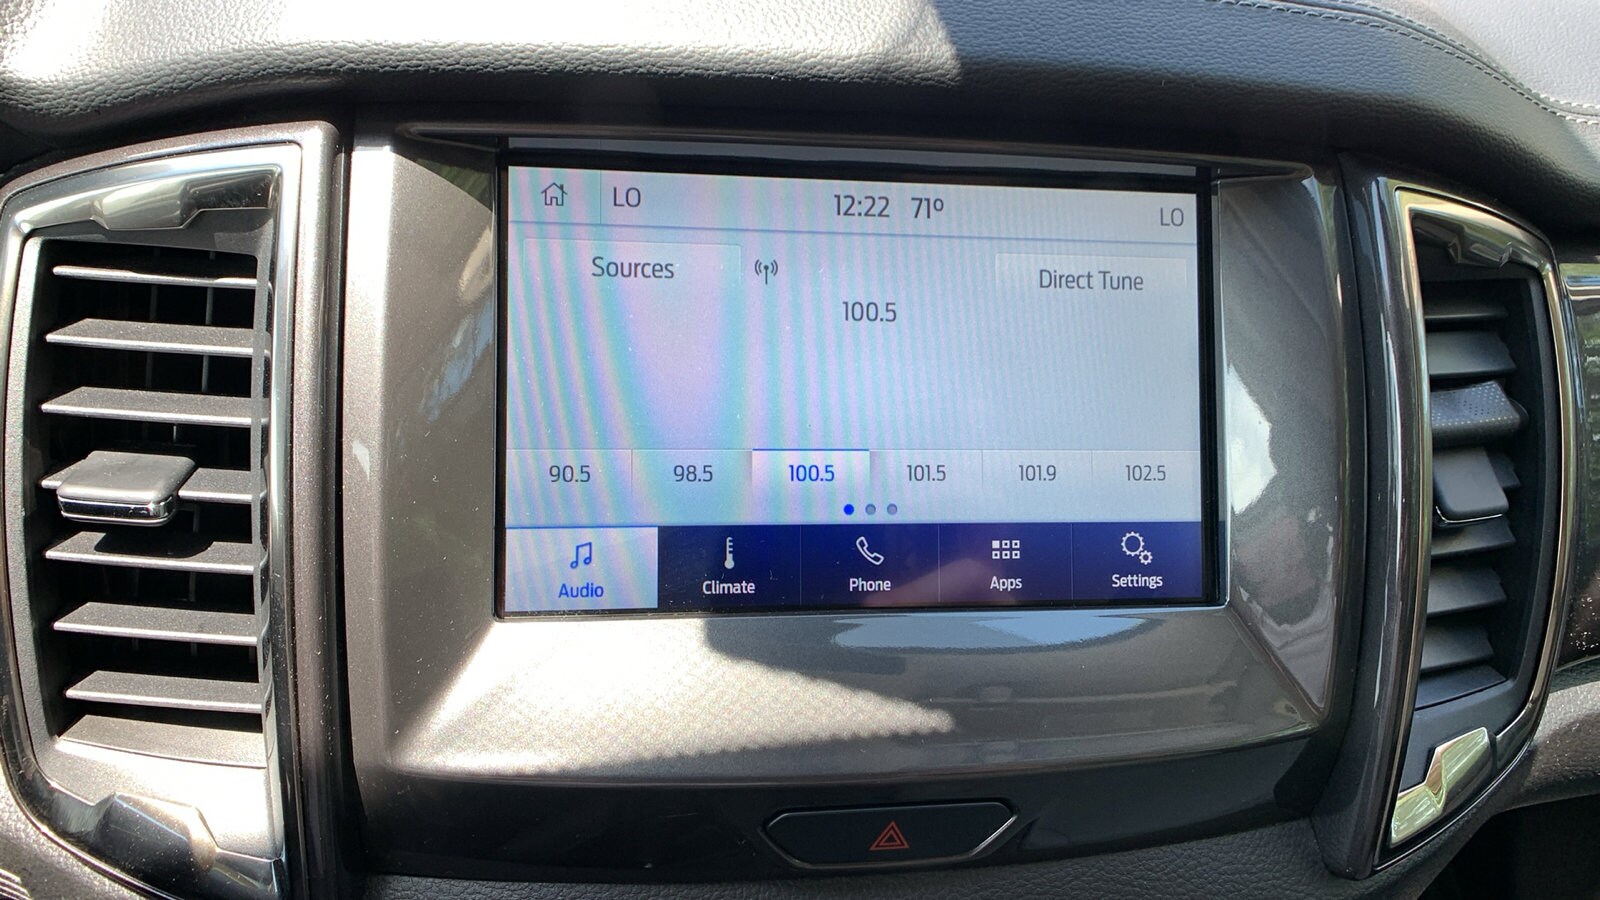 LO 12:22 71º LO
Sources Direct Tune
100.5
90.5 98.5 100.5 101.5 101.9 102.5
Audio Climate Phone Apps Settings